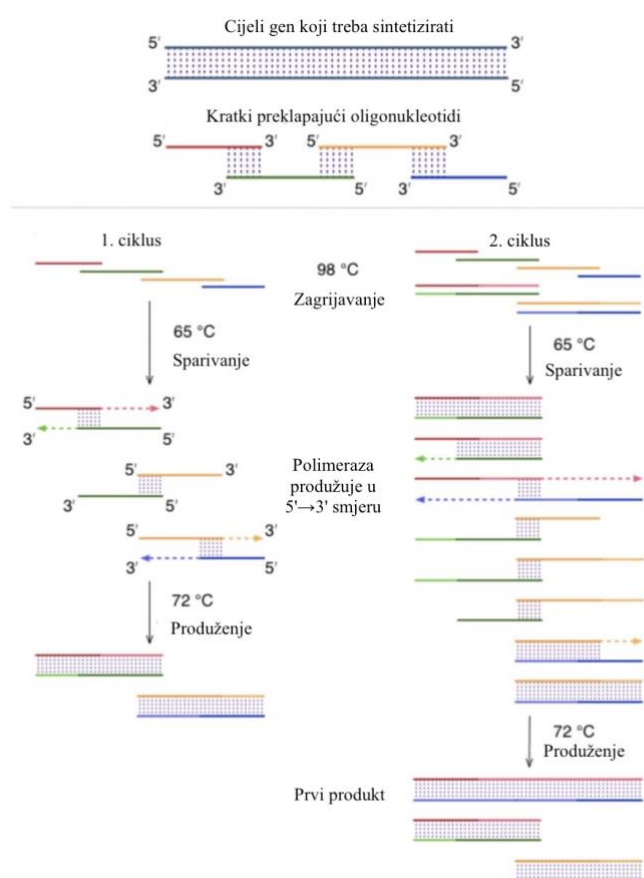 Cijeli gen koji treba sintetizirati
5' 3'
3' 5'
Kratki preklapajući oligonukleotidi
5' 3' 5' 3'
3' 5' 3' 5'
1. ciklus
2. ciklus
98 °C
Zagrijavanje
65 °C
Sparivanje
65 °C
Sparivanje
5' 3'
3' 5'
5' 3'
3' 5'
5' 3'
3' 5'
Polimeraza
produžuje u
5'→3' smjeru
72 °C
Produženje
72 °C
Produženje
Prvi produkt